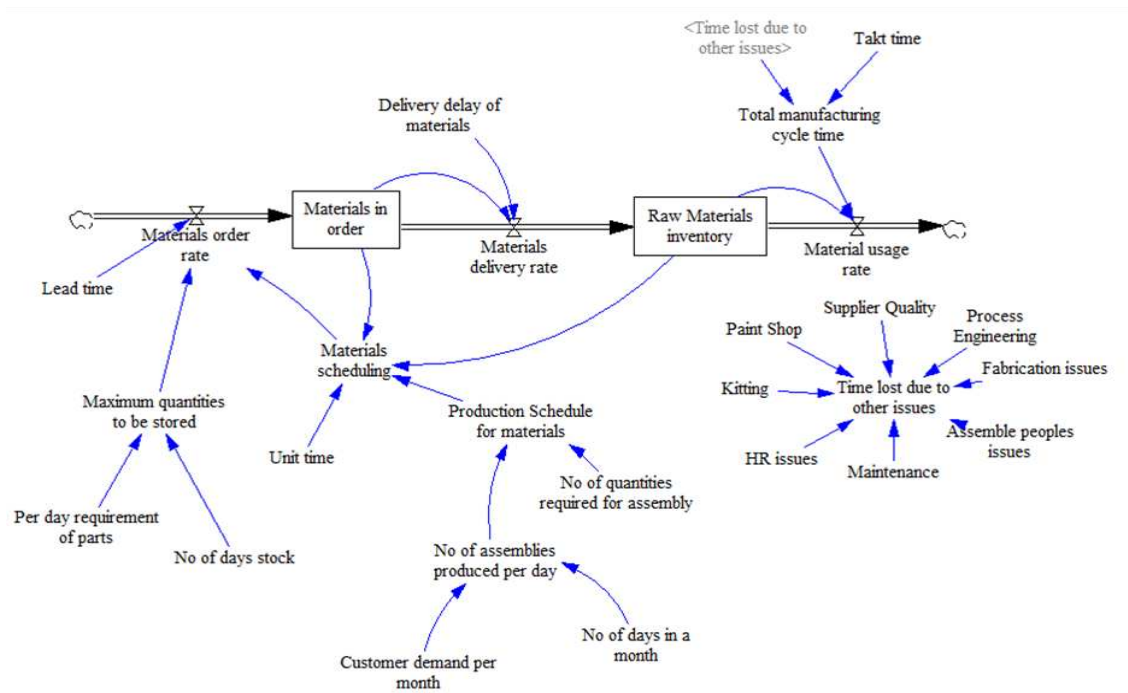 <Time lost due to
other issues>
Takt time
Delivery delay of
materials
Total manufacturing
cycle time
Materials in
order
Raw Materials
inventory
Materials order
rate
Materials
delivery rate
Material usage
rate
Lead time
Supplier Quality
Process
Engineering
Paint Shop
Materials
scheduling
Fabrication issues
Kitting
Time lost due to
other issues
Maximum quantities
to be stored
Production Schedule
for materials
Assemble peoples
issues
Unit time
HR issues
Maintenance
No of quantities
required for assembly
Per day requirement
of parts
No of days stock
No of assemblies
produced per day
No of days in a
month
Customer demand per
month